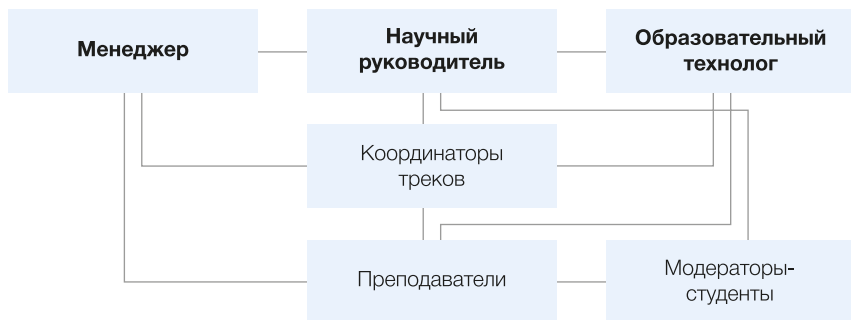 Менеджер
Научный
руководитель
Образовательный
технолог
Координаторы
треков
Преподаватели
Модераторы-
студенты